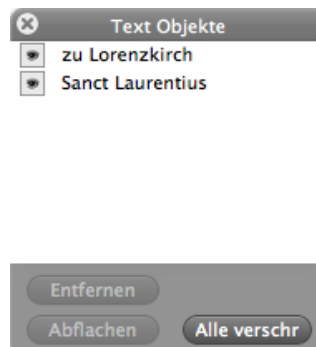 Text Objekte
zu Lorenzkirch
Sanct Laurentius
Entfernen
Abflachen
Alle verschr